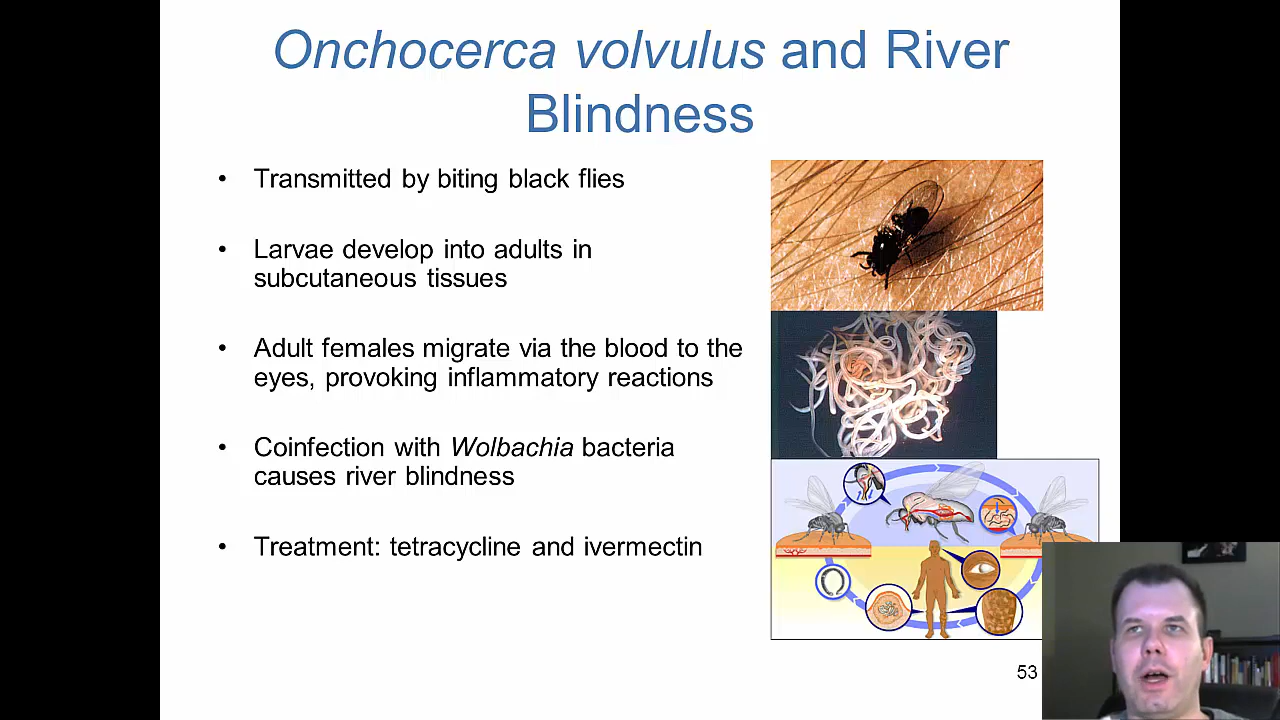 Onchocerca volvulus and River
Blindness
• Transmitted by biting black flies
• Larvae develop into adults in
subcutaneous tissues
• Adult females migrate via the blood to the
eyes, provoking inflammatory reactions
• Coinfection with Wolbachia bacteria
causes river blindness
• Treatment: tetracycline and ivermectin
53